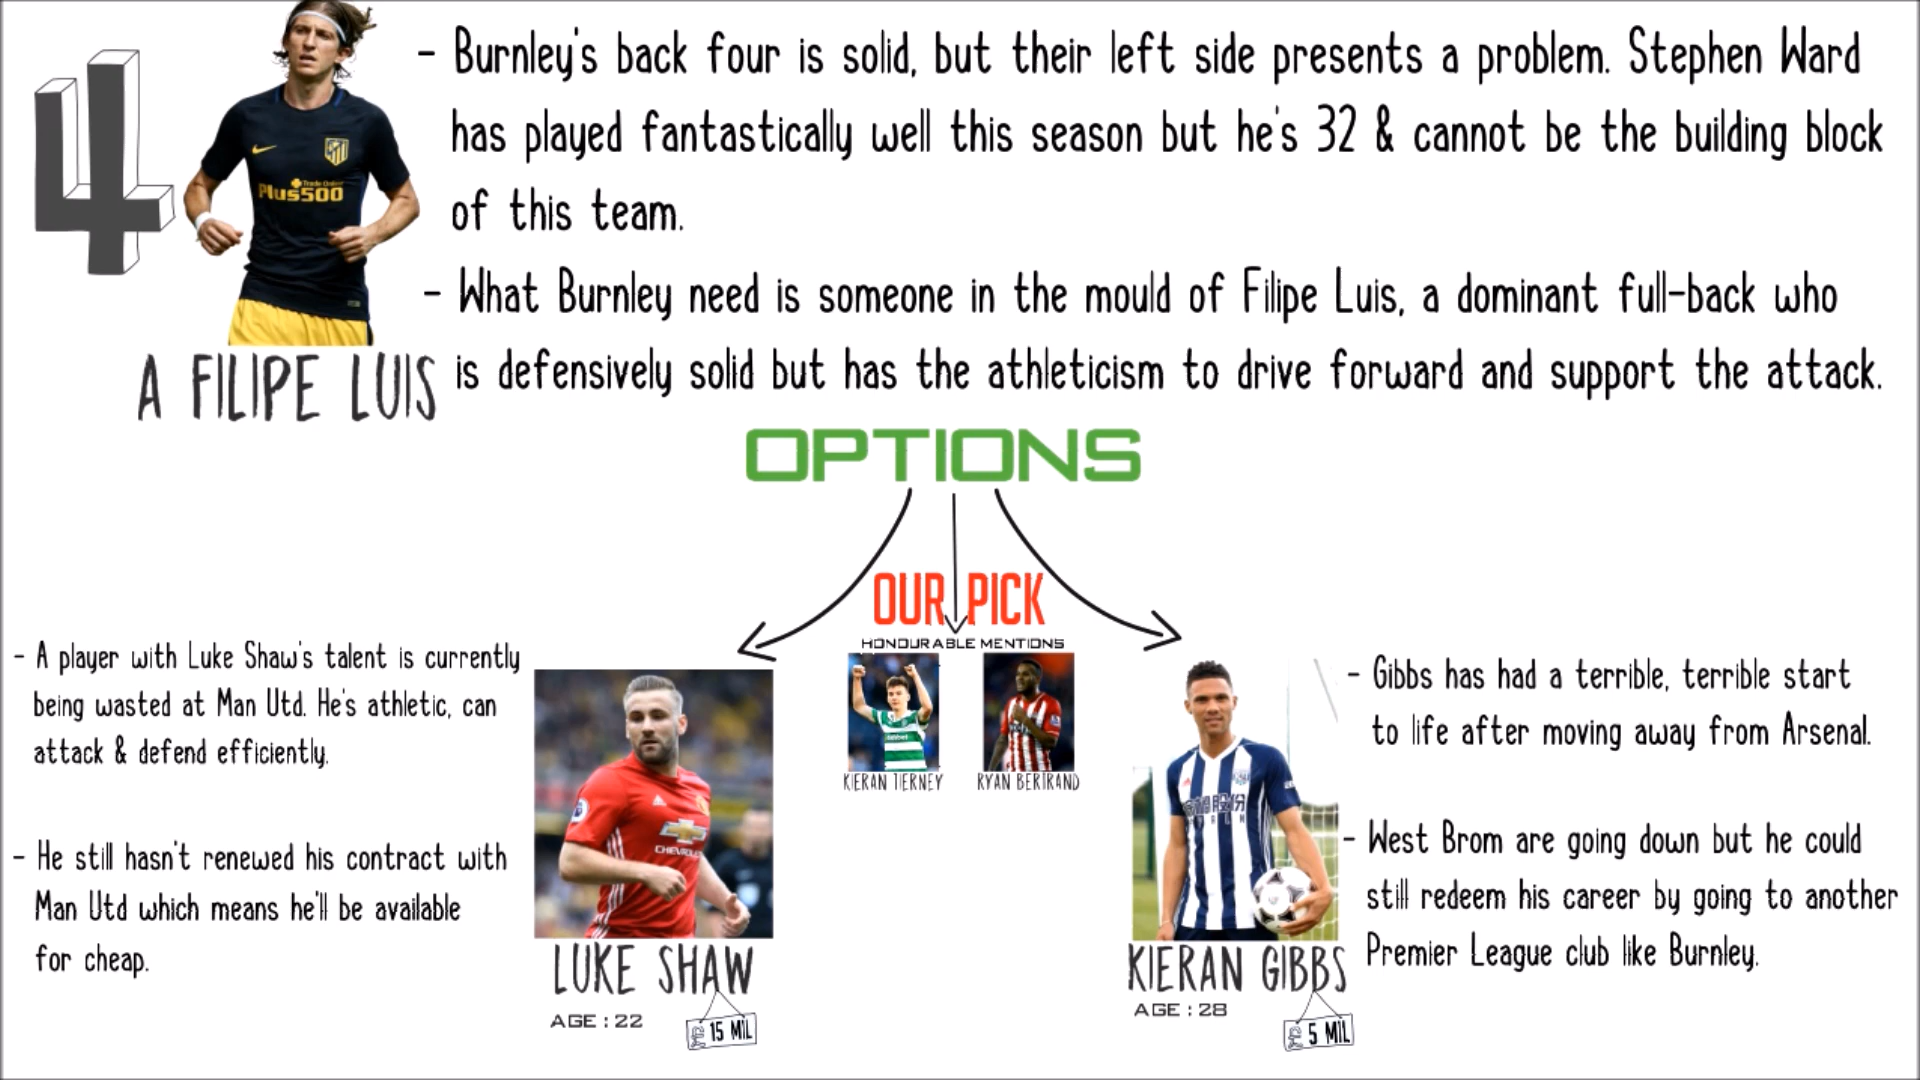 4
- Burnley's back four is solid, but their left side presents a problem. Stephen Ward
has played fantastically well this season but he's 32 & cannot be the building block
of this team.
- What Burnley need is someone in the mould of Filipe Luis, a dominant full-back who
is defensively solid but has the athleticism to drive forward and support the attack.
Plus500
A FILIPE LUIS
OPTIONS
OUR PICK
HONOURABLE MENTIONS
KIERAN TIERNEY
RYAN BERTRAND
- A player with Luke Shaw's talent is currently
being wasted at Man Utd. He's athletic, can
attack & defend efficiently.
- He still hasn't renewed his contract with
Man Utd which means he'll be available
for cheap.
CHEVROLET
LUKE SHAW
AGE : 22
£ 15 MIL
- Gibbs has had a terrible, terrible start
to life after moving away from Arsenal.
- West Brom are going down but he could
still redeem his career by going to another
Premier League club like Burnley.
KIERAN GIBBS
AGE : 28
£ 5 MIL